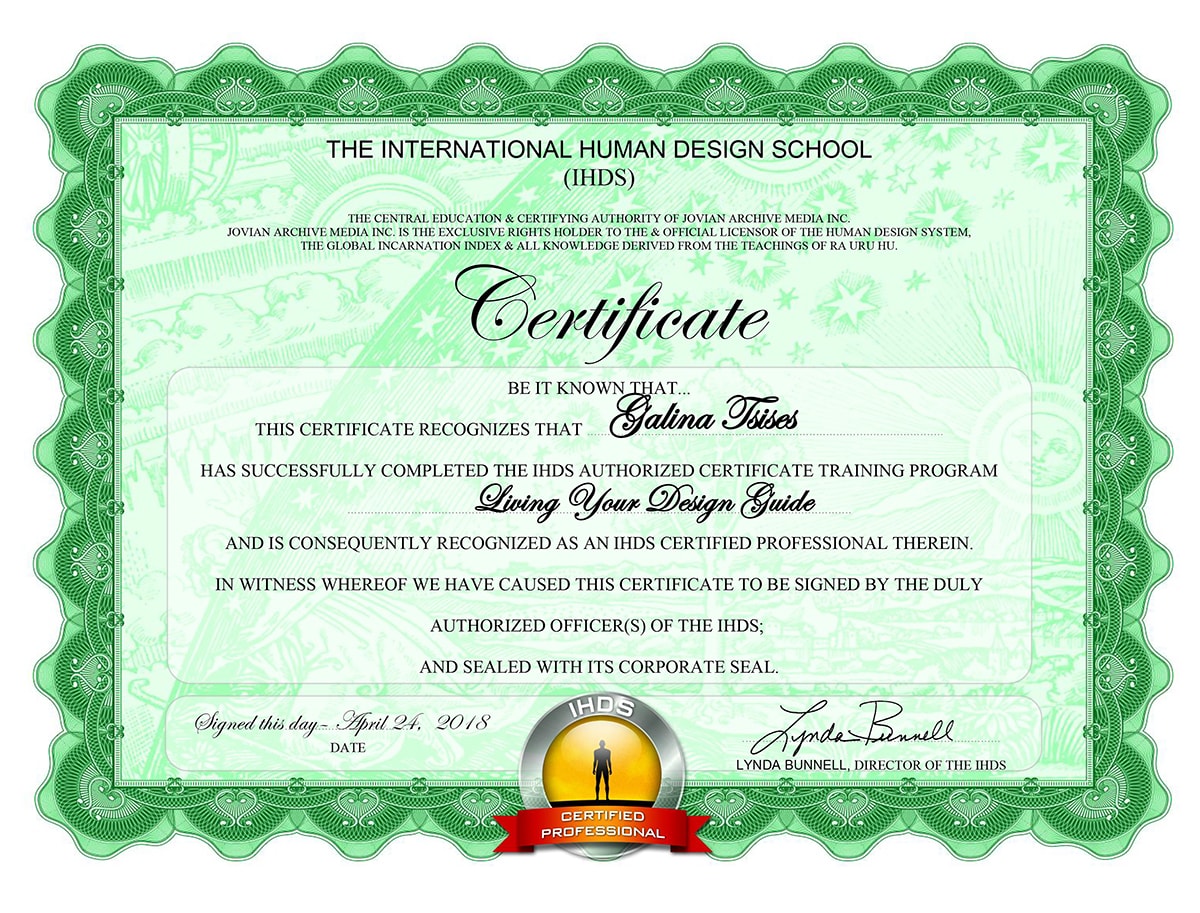 THE INTERNATIONAL HUMAN DESIGN SCHOOL
(IHDS)
THE CENTRAL EDUCATION & CERTIFYING AUTHORITY OF JOVIAN ARCHIVE MEDIA INC.
JOVIAN ARCHIVE MEDIA INC. IS THE EXCLUSIVE RIGHTS HOLDER TO THE & OFFICIAL LICENSOR OF THE HUMAN DESIGN SYSTEM,
THE GLOBAL INCARNATION INDEX & ALL KNOWLEDGE DERIVED FROM THE TEACHINGS OF RA URU HU.
Certificate
BE IT KNOWN THAT...
THIS CERTIFICATE RECOGNIZES THAT Galina Tsises
HAS SUCCESSFULLY COMPLETED THE IHDS AUTHORIZED CERTIFICATE TRAINING PROGRAM
Living Your Design Guide
AND IS CONSEQUENTLY RECOGNIZED AS AN IHDS CERTIFIED PROFESSIONAL THEREIN.
IN WITNESS WHEREOF WE HAVE CAUSED THIS CERTIFICATE TO BE SIGNED BY THE DULY
AUTHORIZED OFFICER(S) OF THE IHDS;
AND SEALED WITH ITS CORPORATE SEAL.
Signed this day - April 24, 2018
DATE
IHDS
CERTIFIED
PROFESSIONAL
Lynda Bunnell
LYNDA BUNNELL, DIRECTOR OF THE IHDS